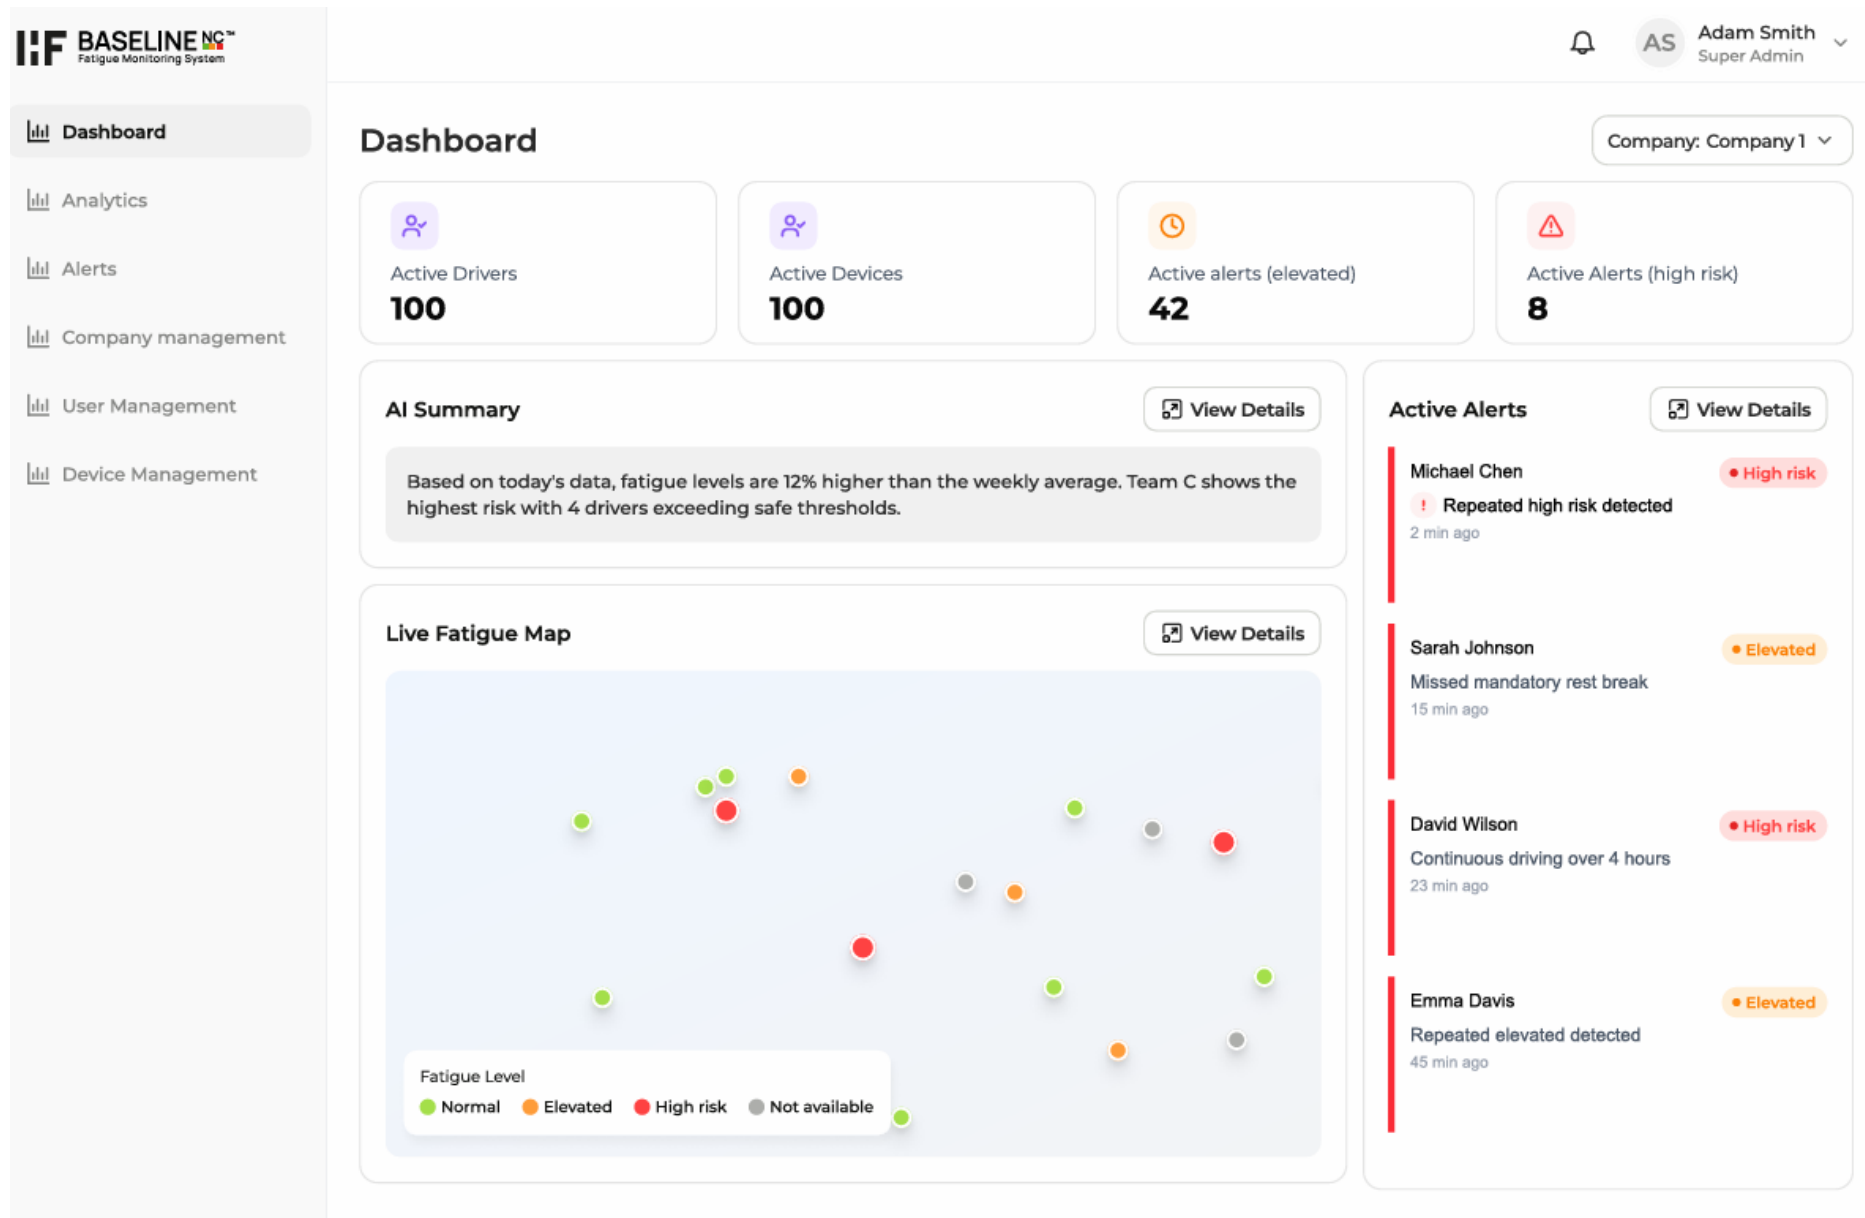 HF BASELINE NC™
Fatigue Monitoring System
AS
Adam Smith
Super Admin
Dashboard
Analytics
Alerts
Company management
User Management
Device Management
Dashboard
Company: Company 1
Active Drivers
100
Active Devices
100
Active alerts (elevated)
42
Active Alerts (high risk)
8
AI Summary
View Details
Based on today's data, fatigue levels are 12% higher than the weekly average. Team C shows the
highest risk with 4 drivers exceeding safe thresholds.
Live Fatigue Map
View Details
Fatigue Level
Normal
Elevated
High risk
Not available
Active Alerts
View Details
Michael Chen
High risk
! Repeated high risk detected
2 min ago
Sarah Johnson
Elevated
Missed mandatory rest break
15 min ago
David Wilson
High risk
Continuous driving over 4 hours
23 min ago
Emma Davis
Elevated
Repeated elevated detected
45 min ago